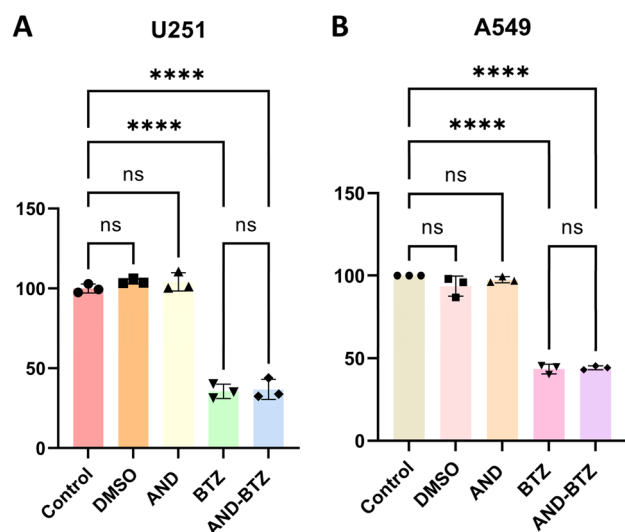 A
U251
****
****
ns
ns
ns
150
100
50
0
Control
DMSO
AND
BTZ
AND-BTZ
B
A549
****
****
ns
ns
ns
150
100
50
0
Control
DMSO
AND
BTZ
AND-BTZ